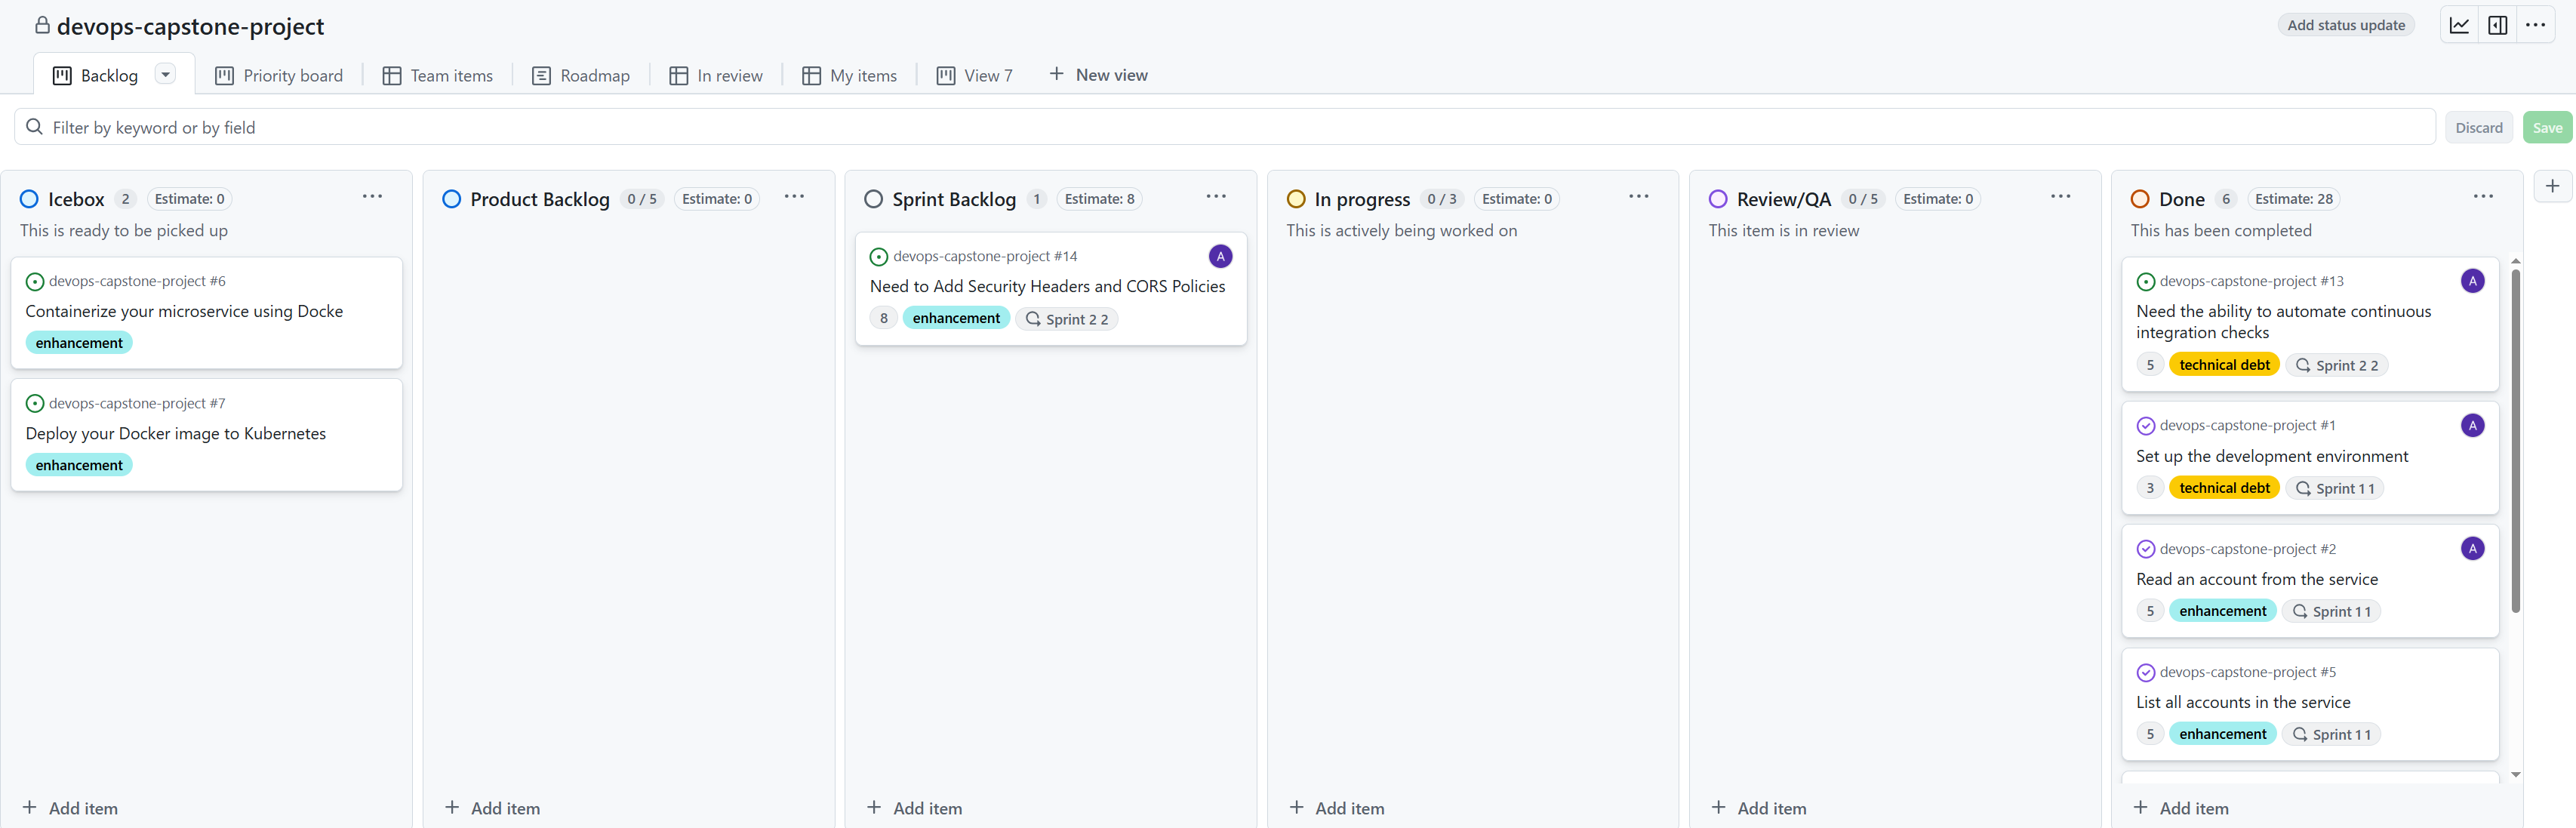 devops-capstone-project
Add status update
Backlog
Priority board
Team items
Roadmap
In review
My items
View 7
New view
Filter by keyword or by field
Discard
Save
Icebox 2 Estimate: 0
This is ready to be picked up
devops-capstone-project #6
Containerize your microservice using Docke
enhancement
devops-capstone-project #7
Deploy your Docker image to Kubernetes
enhancement
Add item
Product Backlog 0 / 5 Estimate: 0
Add item
Sprint Backlog 1 Estimate: 8
devops-capstone-project #14
A
Need to Add Security Headers and CORS Policies
8 enhancement Sprint 2 2
Add item
In progress 0 / 3 Estimate: 0
This is actively being worked on
Add item
Review/QA 0 / 5 Estimate: 0
This item is in review
Add item
Done 6 Estimate: 28
This has been completed
devops-capstone-project #13
A
Need the ability to automate continuous
integration checks
5 technical debt Sprint 2 2
devops-capstone-project #1
A
Set up the development environment
3 technical debt Sprint 1 1
devops-capstone-project #2
A
Read an account from the service
5 enhancement Sprint 1 1
devops-capstone-project #5
List all accounts in the service
5 enhancement Sprint 1 1
Add item